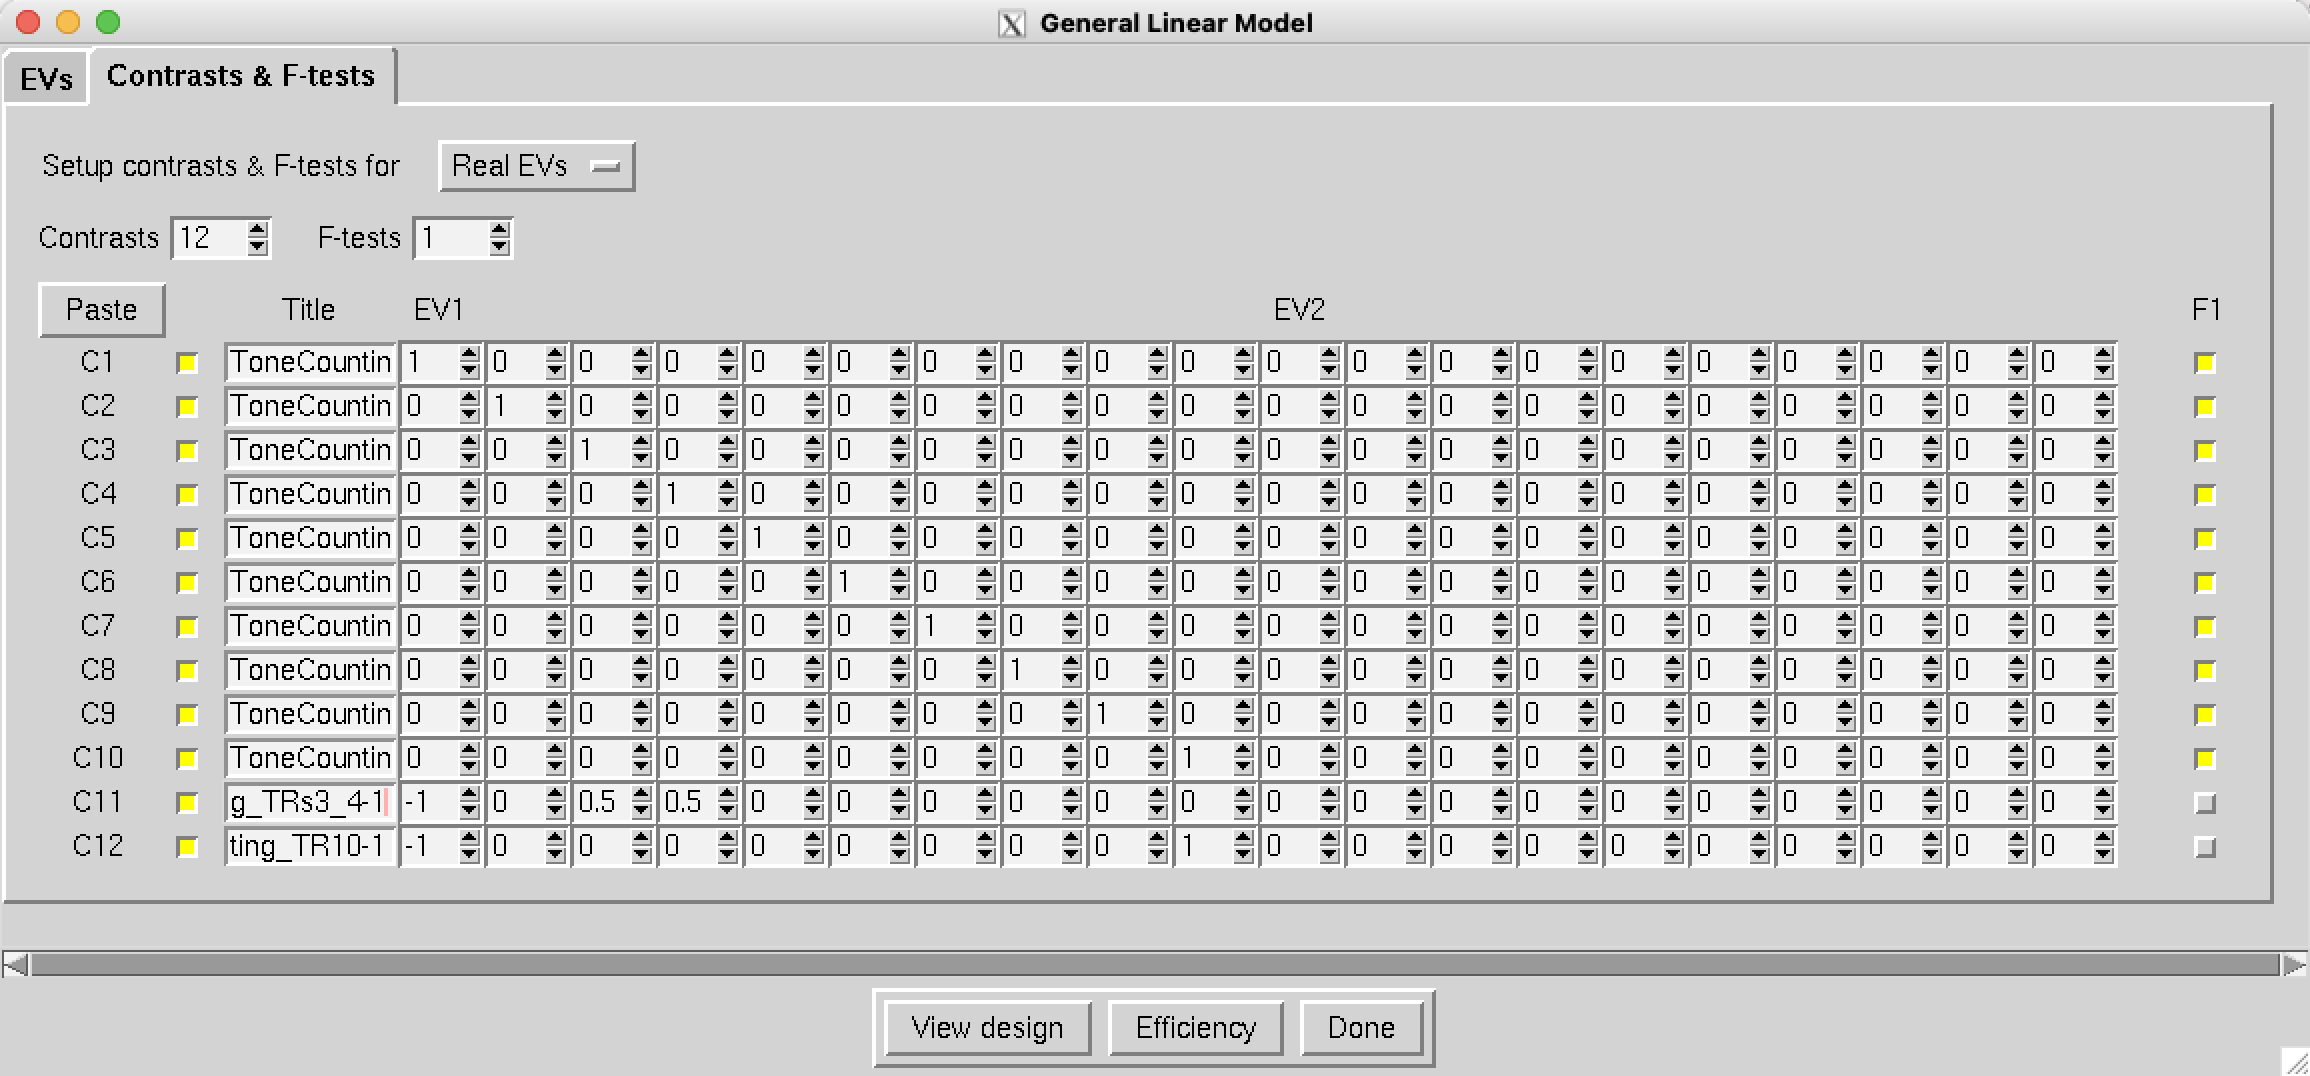 General Linear Model
EVs Contrasts & F-tests
Setup contrasts & F-tests for Real EVs
Contrasts 12 F-tests 1
Paste Title EV1 EV2 F1
C1 ToneCountin 1 0 0 0 0 0 0 0 0 0 0 0 0 0 0 0 0 0 0 0
C2 ToneCountin 0 1 0 0 0 0 0 0 0 0 0 0 0 0 0 0 0 0 0 0
C3 ToneCountin 0 0 1 0 0 0 0 0 0 0 0 0 0 0 0 0 0 0 0 0
C4 ToneCountin 0 0 0 1 0 0 0 0 0 0 0 0 0 0 0 0 0 0 0 0
C5 ToneCountin 0 0 0 0 1 0 0 0 0 0 0 0 0 0 0 0 0 0 0 0
C6 ToneCountin 0 0 0 0 0 1 0 0 0 0 0 0 0 0 0 0 0 0 0 0
C7 ToneCountin 0 0 0 0 0 0 1 0 0 0 0 0 0 0 0 0 0 0 0 0
C8 ToneCountin 0 0 0 0 0 0 0 1 0 0 0 0 0 0 0 0 0 0 0 0
C9 ToneCountin 0 0 0 0 0 0 0 0 1 0 0 0 0 0 0 0 0 0 0 0
C10 ToneCountin 0 0 0 0 0 0 0 0 0 1 0 0 0 0 0 0 0 0 0 0
C11 g_TRs3_4-1 -1 0 0.5 0.5 0 0 0 0 0 0 0 0 0 0 0 0 0 0 0 0
C12 ting_TR10-1 -1 0 0 0 0 0 0 0 0 1 0 0 0 0 0 0 0 0 0 0
View design Efficiency Done